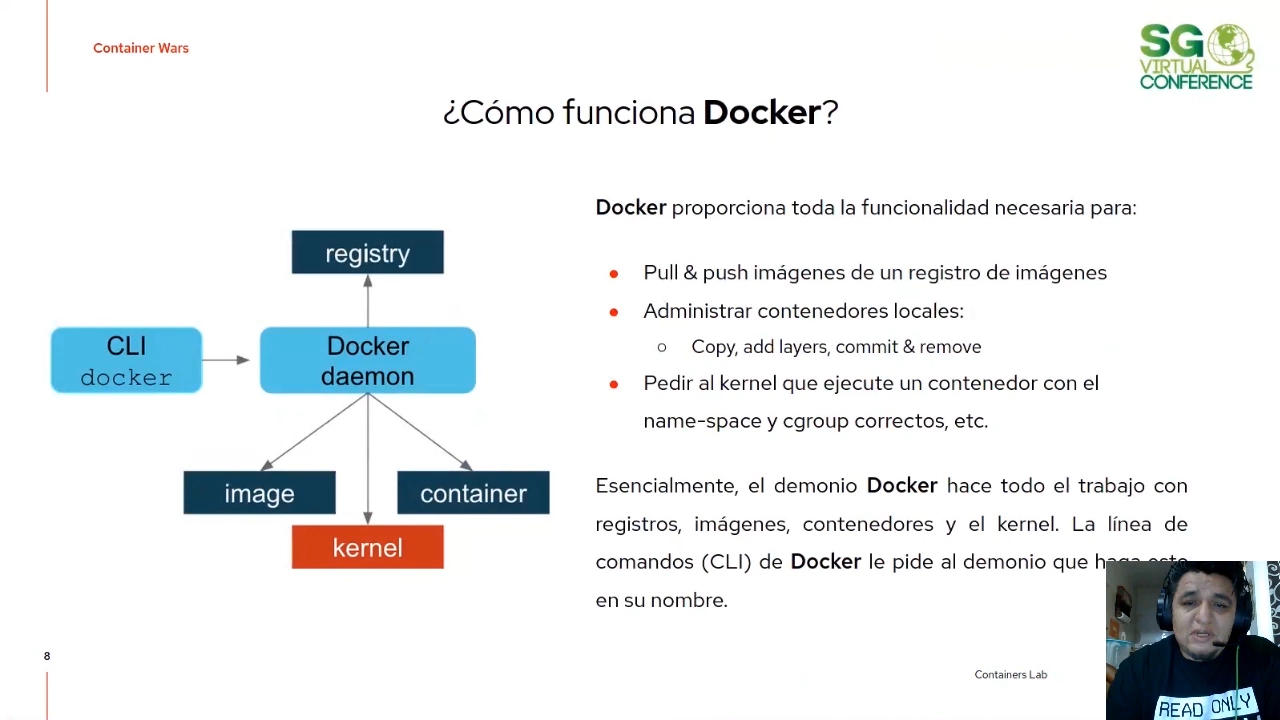 Container Wars
SG
VIRTUAL
CONFERENCE
¿Cómo funciona Docker?
registry
CLI
docker
Docker
daemon
image
container
kernel
Docker proporciona toda la funcionalidad necesaria para:
Pull & push imágenes de un registro de imágenes
Administrar contenedores locales:
Copy, add layers, commit & remove
Pedir al kernel que ejecute un contenedor con el
name-space y cgroup correctos, etc.
Esencialmente, el demonio Docker hace todo el trabajo con
registros, imágenes, contenedores y el kernel. La línea de
comandos (CLI) de Docker le pide al demonio que haga esto
en su nombre.
8
Containers Lab
READ ONLY